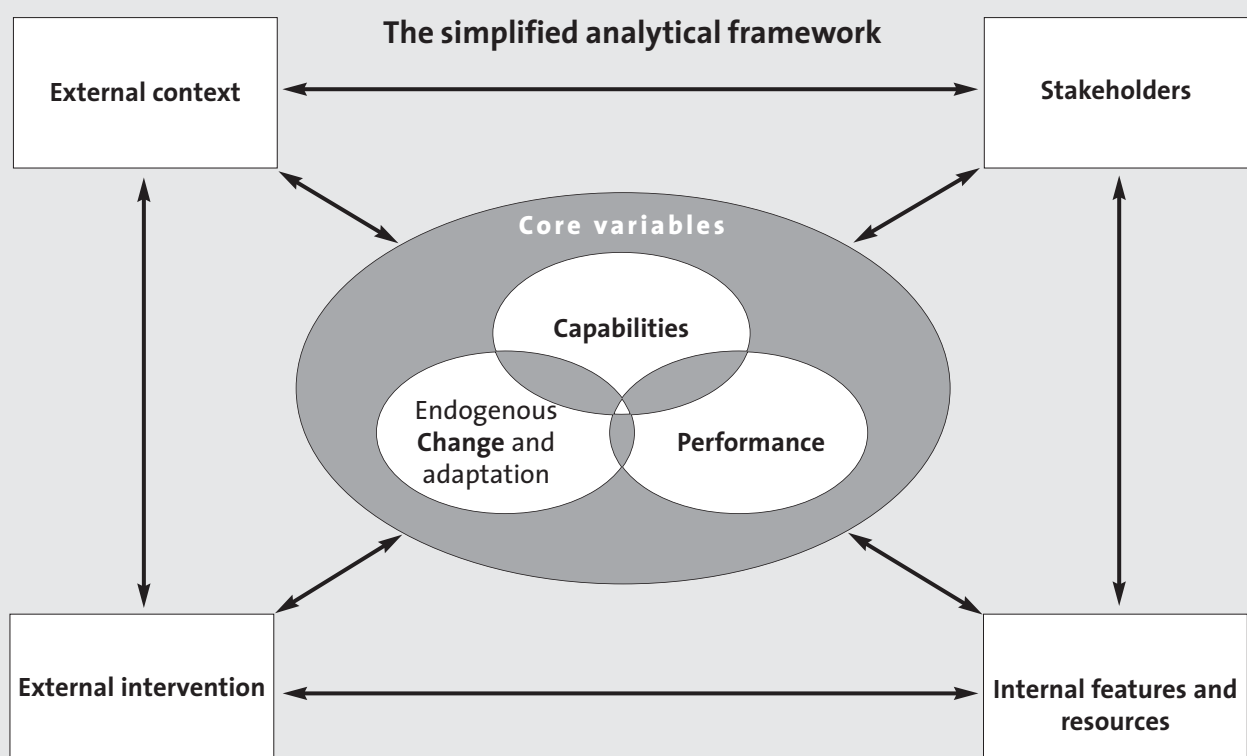 The simplified analytical framework
External context
Stakeholders
Core variables
Capabilities
Endogenous
Change and
adaptation
Performance
External intervention
Internal features and
resources